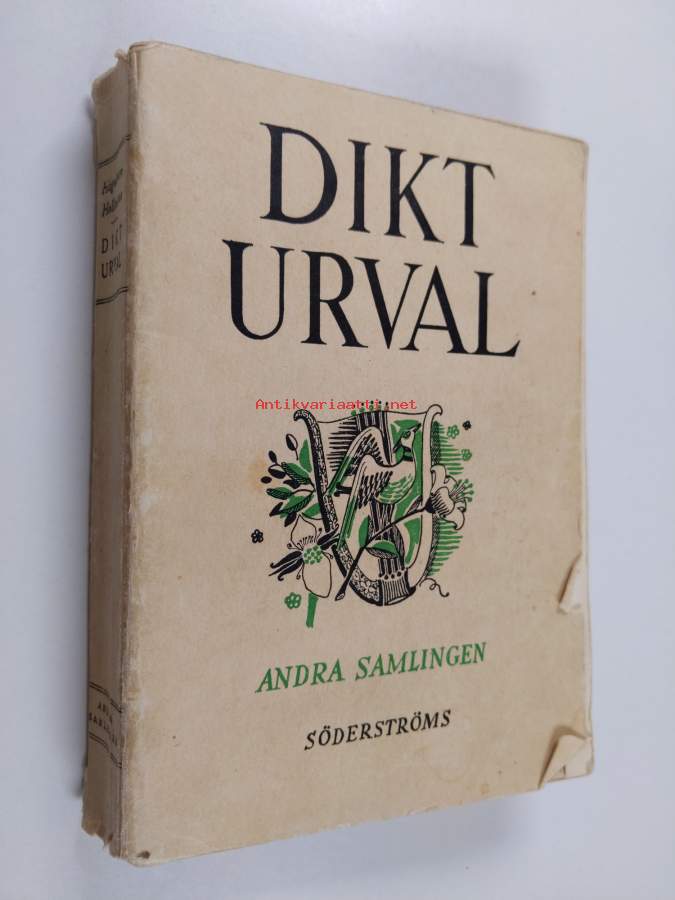 DIKT
URVAL
Antikvariaatti.net
ANDRA SAMLINGEN
SÖDERSTRÖMS
DIKT
URVAL